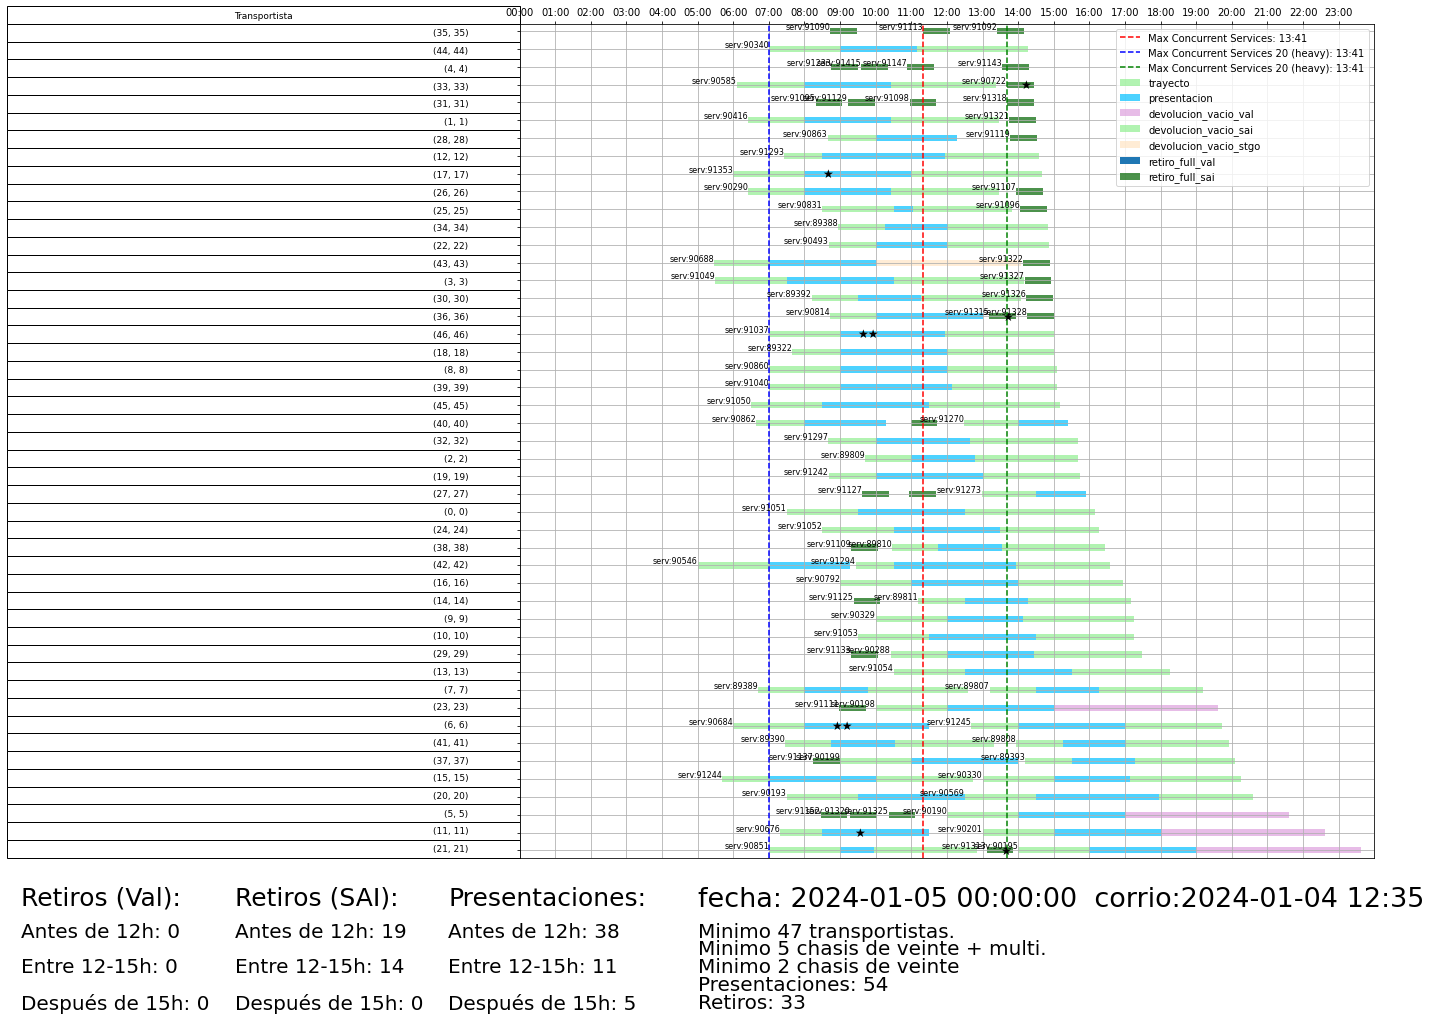 Transportista
00:00 01:00 02:00 03:00 04:00 05:00 06:00 07:00 08:00 09:00 10:00 11:00 12:00 13:00 14:00 15:00 16:00 17:00 18:00 19:00 20:00 21:00 22:00 23:00
Max Concurrent Services: 13:41
Max Concurrent Services 20 (heavy): 13:41
Max Concurrent Services 20 (heavy): 13:41
trayecto
presentacion
devolucion_vacio_val
devolucion_vacio_sai
devolucion_vacio_stgo
retiro_full_val
retiro_full_sai
(35, 35) serv:91090 serv:91113 serv:91092
(44, 44) serv:90340
(4, 4) serv:91415 serv:91147 serv:91143
(33, 33) serv:90585 serv:90722
(31, 31) serv:91129 serv:91098 serv:91318
(1, 1) serv:90416 serv:91321
(28, 28) serv:90863 serv:91119
(12, 12) serv:91293
(17, 17) serv:91353
(26, 26) serv:90290 serv:91107
(25, 25) serv:90831 serv:91096
(34, 34) serv:89388
(22, 22) serv:90493
(43, 43) serv:90688 serv:91322
(3, 3) serv:91049 serv:91327
(30, 30) serv:89392 serv:91326
(36, 36) serv:90814 serv:91328
(46, 46) serv:91037
(18, 18) serv:89322
(8, 8) serv:90860
(39, 39) serv:91040
(45, 45) serv:91050
(40, 40) serv:90862 serv:91270
(32, 32) serv:91297
(2, 2) serv:89809
(19, 19) serv:91242
(27, 27) serv:91127 serv:91273
(0, 0) serv:91051
(24, 24) serv:91052
(38, 38) serv:91109 serv:89810
(42, 42) serv:90546 serv:91294
(16, 16) serv:90792
(14, 14) serv:91125 serv:89811
(9, 9) serv:90329
(10, 10) serv:91053
(29, 29) serv:91133 serv:90288
(13, 13) serv:91054
(7, 7) serv:89389 serv:89807
(23, 23) serv:90198
(6, 6) serv:90684 serv:91245
(41, 41) serv:89390 serv:89808
(37, 37) serv:90199 serv:89393
(15, 15) serv:91244 serv:90330
(20, 20) serv:90193 serv:90569
(5, 5) serv:91325 serv:90190
(11, 11) serv:90676 serv:90201
(21, 21) serv:90851 serv:90195
Retiros (Val):
Antes de 12h: 0
Entre 12-15h: 0
Después de 15h: 0
Retiros (SAI):
Antes de 12h: 19
Entre 12-15h: 14
Después de 15h: 0
Presentaciones:
Antes de 12h: 38
Entre 12-15h: 11
Después de 15h: 5
fecha: 2024-01-05 00:00:00 corrio:2024-01-04 12:35
Minimo 47 transportistas.
Minimo 5 chasis de veinte + multi.
Minimo 2 chasis de veinte
Presentaciones: 54
Retiros: 33